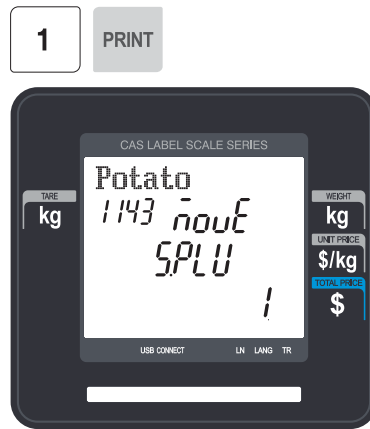 1 PRINT
CAS LABEL SCALE SERIES
Potato
TARE
kg
1143 novE
S.PLU
1
WEIGHT
kg
UNIT PRICE
$/kg
TOTAL PRICE
$
USB CONNECT LN LANG TR